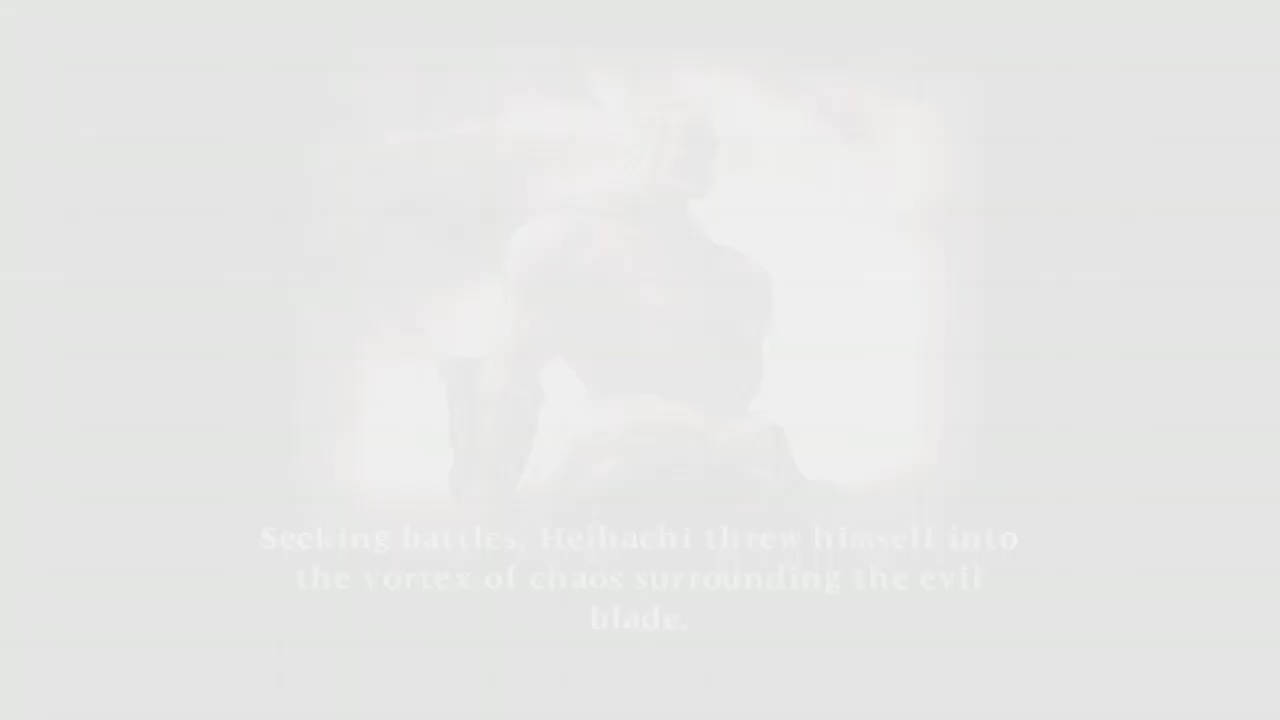 Seeking battles, Heihachi threw himself into
the vortex of chaos surrounding the evil
blade.